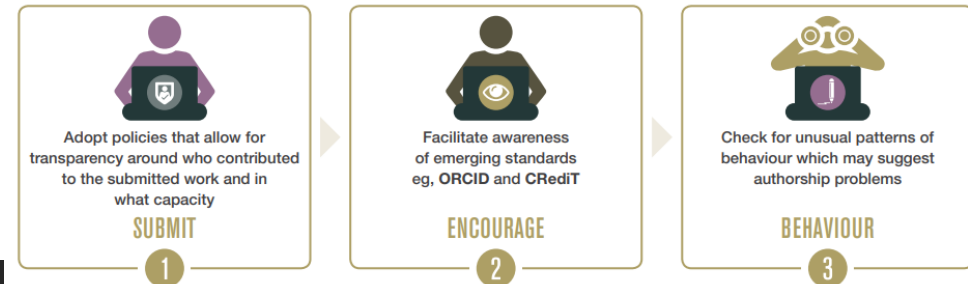 Adopt policies that allow for
transparency around who contributed
to the submitted work and in
what capacity
SUBMIT
1
Facilitate awareness
of emerging standards
eg, ORCID and CRediT
ENCOURAGE
2
Check for unusual patterns of
behaviour which may suggest
authorship problems
BEHAVIOUR
3